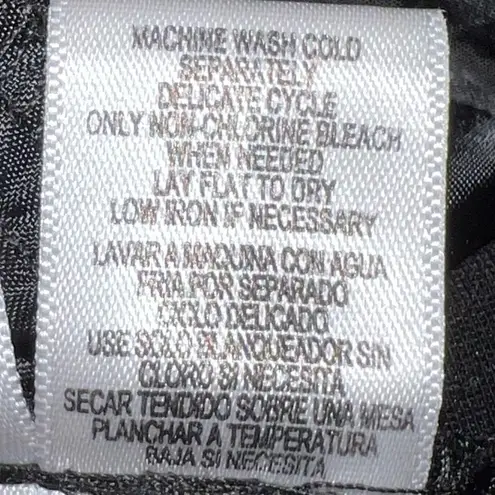 MACHINE WASH COLD
SEPARATELY
DELICATE CYCLE
ONLY NON-CHLORINE BLEACH
WHEN NEEDED
LAY FLAT TO DRY
LOW IRON IF NECESSARY
LAVAR A MAQUINA CON AGUA
FRIA POR SEPARADO
CICLO DELICADO
USE SOLO BLANQUEADOR SIN
CLORO SI NECESITA
SECAR TENDIDO SOBRE UNA MESA
PLANCHAR A TEMPERATURA
BAJA SI NECESITA